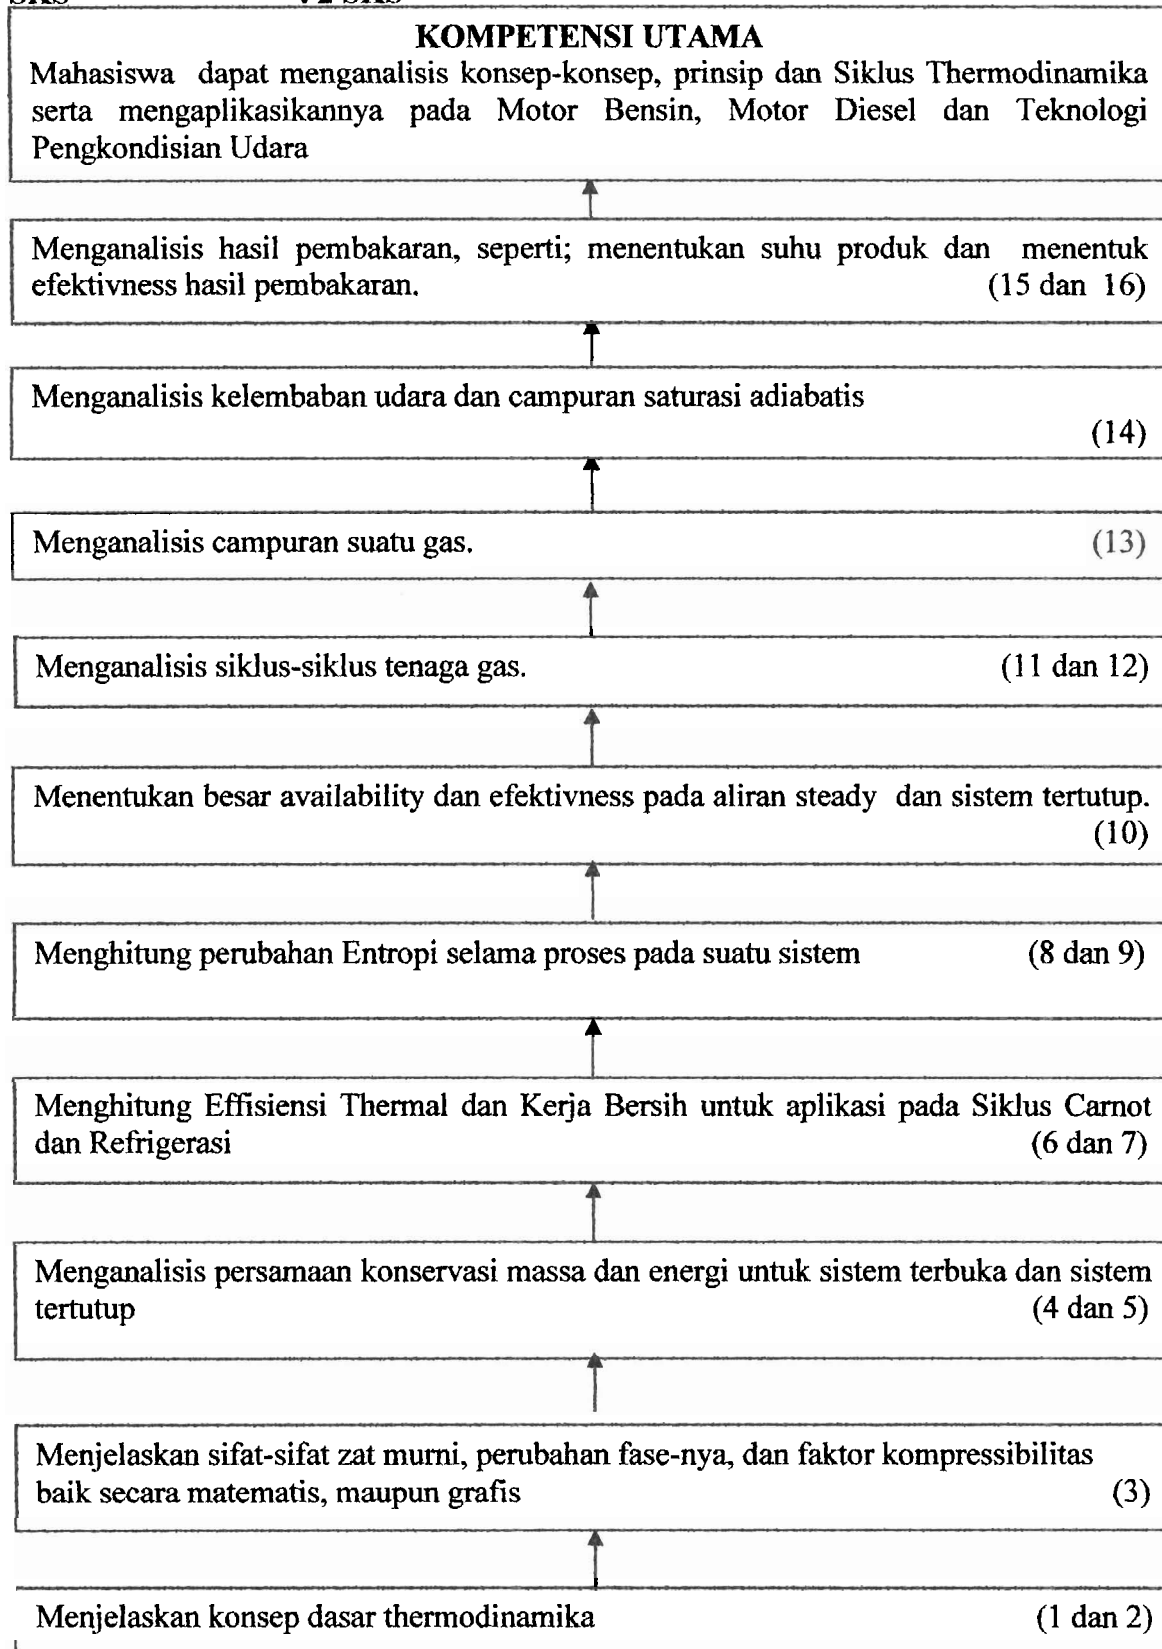 KOMPETENSI UTAMA
Mahasiswa dapat menganalisis konsep-konsep, prinsip dan Siklus Thermodinamika
serta mengaplikasikannya pada Motor Bensin, Motor Diesel dan Teknologi
Pengkondisian Udara
Menganalisis hasil pembakaran, seperti; menentukan suhu produk dan menentuk
efektivness hasil pembakaran. (15 dan 16)
Menganalisis kelembaban udara dan campuran saturasi adiabatis
(14)
Menganalisis campuran suatu gas. (13)
Menganalisis siklus-siklus tenaga gas. (11 dan 12)
Menentukan besar availability dan efektivness pada aliran steady dan sistem tertutup.
(10)
Menghitung perubahan Entropi selama proses pada suatu sistem (8 dan 9)
Menghitung Effisiensi Thermal dan Kerja Bersih untuk aplikasi pada Siklus Carnot
dan Refrigerasi (6 dan 7)
Menganalisis persamaan konservasi massa dan energi untuk sistem terbuka dan sistem
tertutup (4 dan 5)
Menjelaskan sifat-sifat zat murni, perubahan fase-nya, dan faktor kompressibilitas
baik secara matematis, maupun grafis (3)
Menjelaskan konsep dasar thermodinamika (1 dan 2)